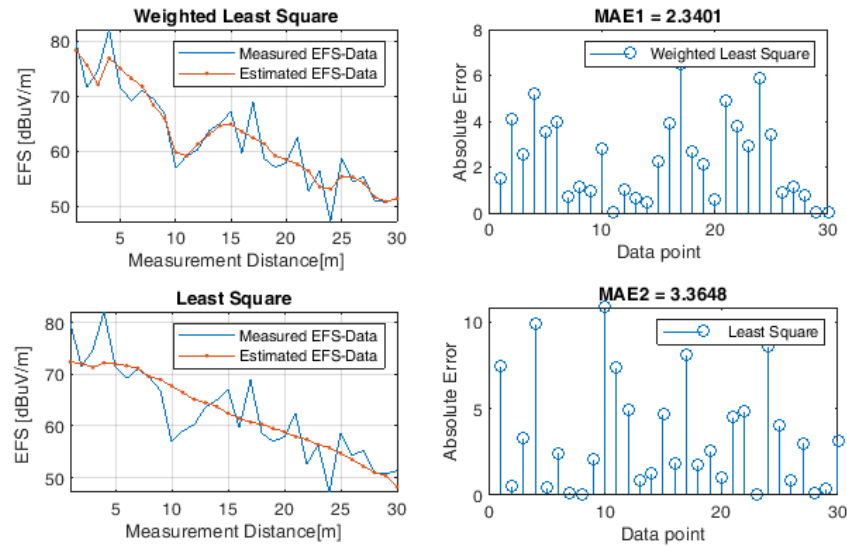 Weighted Least Square
80
70
60
50
EFS [dBuV/m]
Measured EFS-Data
Estimated EFS-Data
5 10 15 20 25 30
Measurement Distance[m]
MAE1 = 2.3401
8
6
4
2
0
Absolute Error
Weighted Least Square
0 10 20 30
Data point
Least Square
80
70
60
50
EFS [dBuV/m]
Measured EFS-Data
Estimated EFS-Data
5 10 15 20 25 30
Measurement Distance[m]
MAE2 = 3.3648
10
5
0
Absolute Error
Least Square
0 10 20 30
Data point